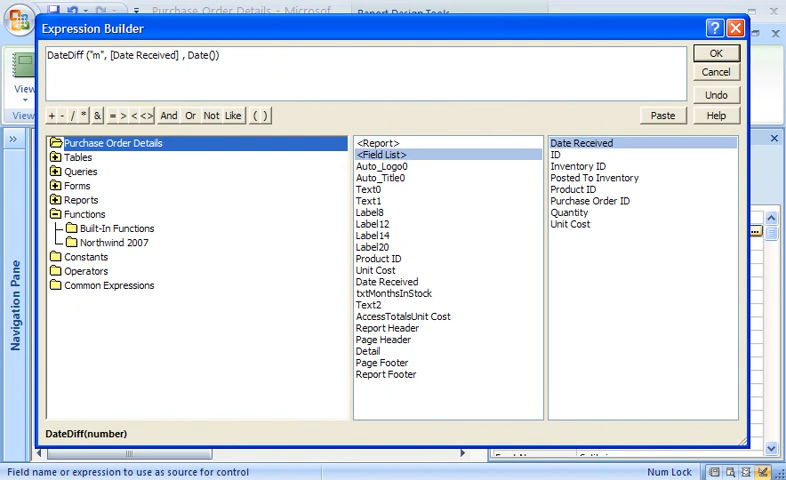 Purchase Order Details - Microsof
Report Design Tools
Expression Builder
DateDiff ("m", [Date Received] , Date())
OK
Cancel
Undo
+ - / * & = > < <> And Or Not Like ( )
Paste
Help
View
View
Purchase Order Details
Tables
Queries
Forms
Reports
Functions
Built-In Functions
Northwind 2007
Constants
Operators
Common Expressions
<Report>
<Field List>
Auto_Logo0
Auto_Title0
Text0
Text1
Label8
Label12
Label14
Label20
Product ID
Unit Cost
Date Received
txtMonthsInStock
Text2
AccessTotalsUnit Cost
Report Header
Page Header
Detail
Page Footer
Report Footer
Date Received
ID
Inventory ID
Posted To Inventory
Product ID
Purchase Order ID
Quantity
Unit Cost
Navigation Pane
DateDiff(number)
Field name or expression to use as source for control
Num Lock